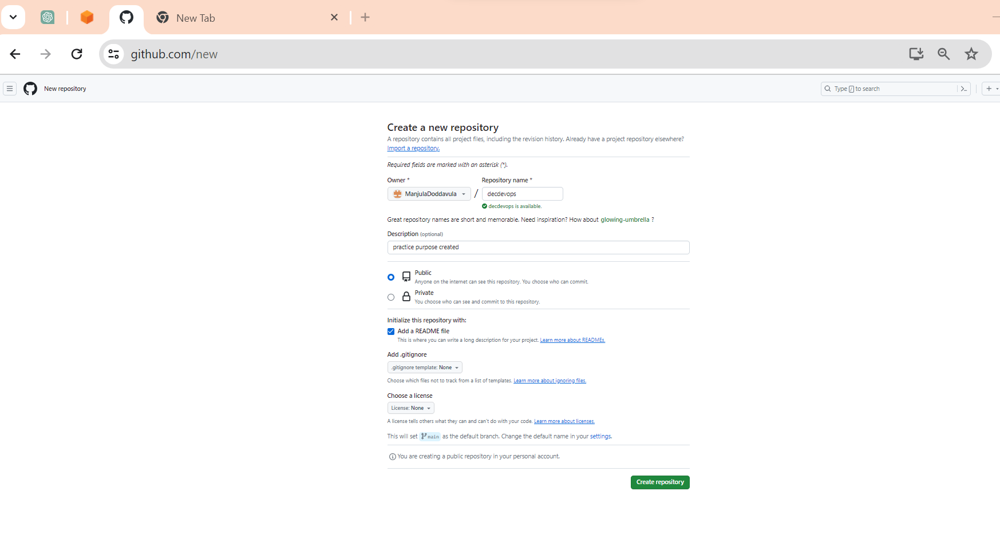 New Tab
github.com/new
New repository
Type / to search
Create a new repository
A repository contains all project files, including the revision history. Already have a project repository elsewhere?
Import a repository.
Required fields are marked with an asterisk (*).
Owner * Repository name *
ManjulaDoddavula / decdevops
decdevops is available.
Great repository names are short and memorable. Need inspiration? How about glowing-umbrella ?
Description (optional)
practice purpose created
Public
Anyone on the internet can see this repository. You choose who can commit.
Private
You choose who can see and commit to this repository.
Initialize this repository with:
Add a README file
This is where you can write a long description for your project. Learn more about READMEs.
Add .gitignore
.gitignore template: None
Choose which files not to track from a list of templates. Learn more about ignoring files.
Choose a license
License: None
A license tells others what they can and can't do with your code. Learn more about licenses.
This will set main as the default branch. Change the default name in your settings.
You are creating a public repository in your personal account.
Create repository